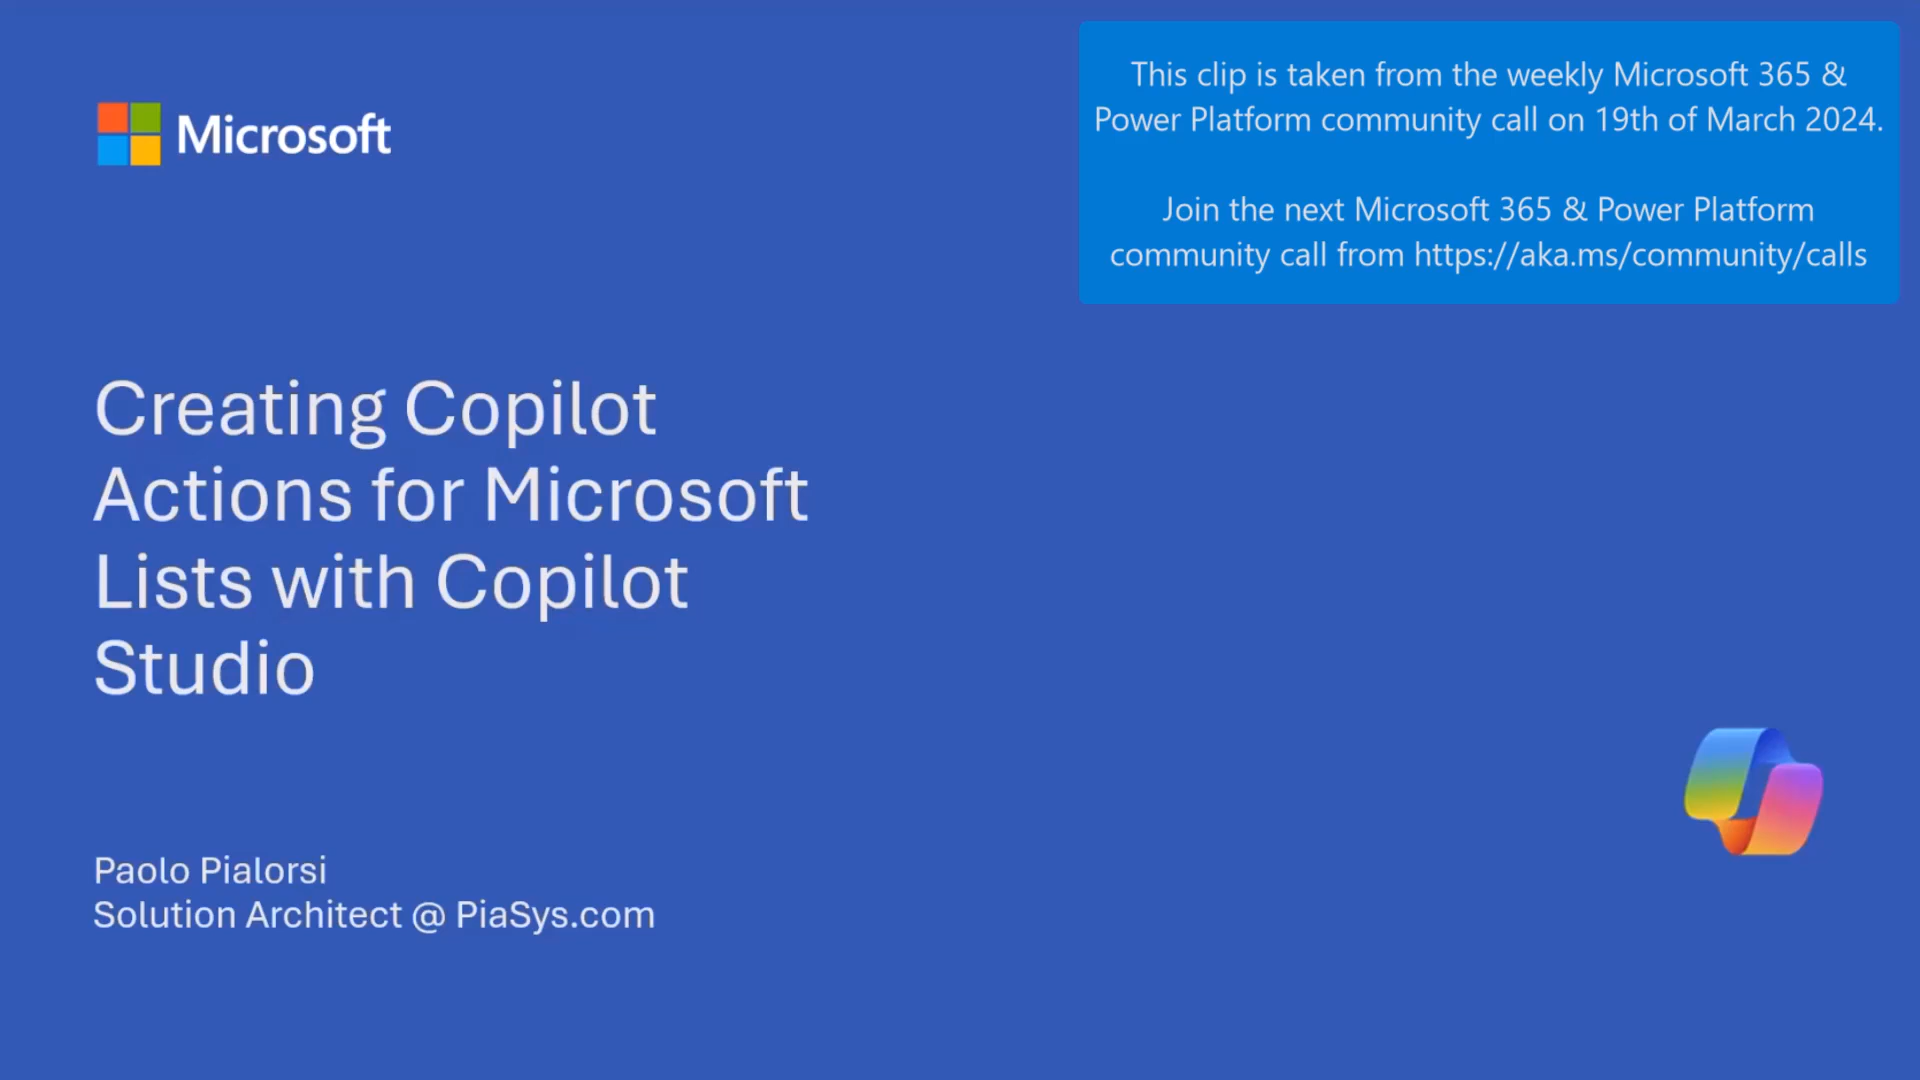 Microsoft
This clip is taken from the weekly Microsoft 365 &
Power Platform community call on 19th of March 2024.
Join the next Microsoft 365 & Power Platform
community call from https://aka.ms/community/calls
Creating Copilot
Actions for Microsoft
Lists with Copilot
Studio
Paolo Pialorsi
Solution Architect @ PiaSys.com